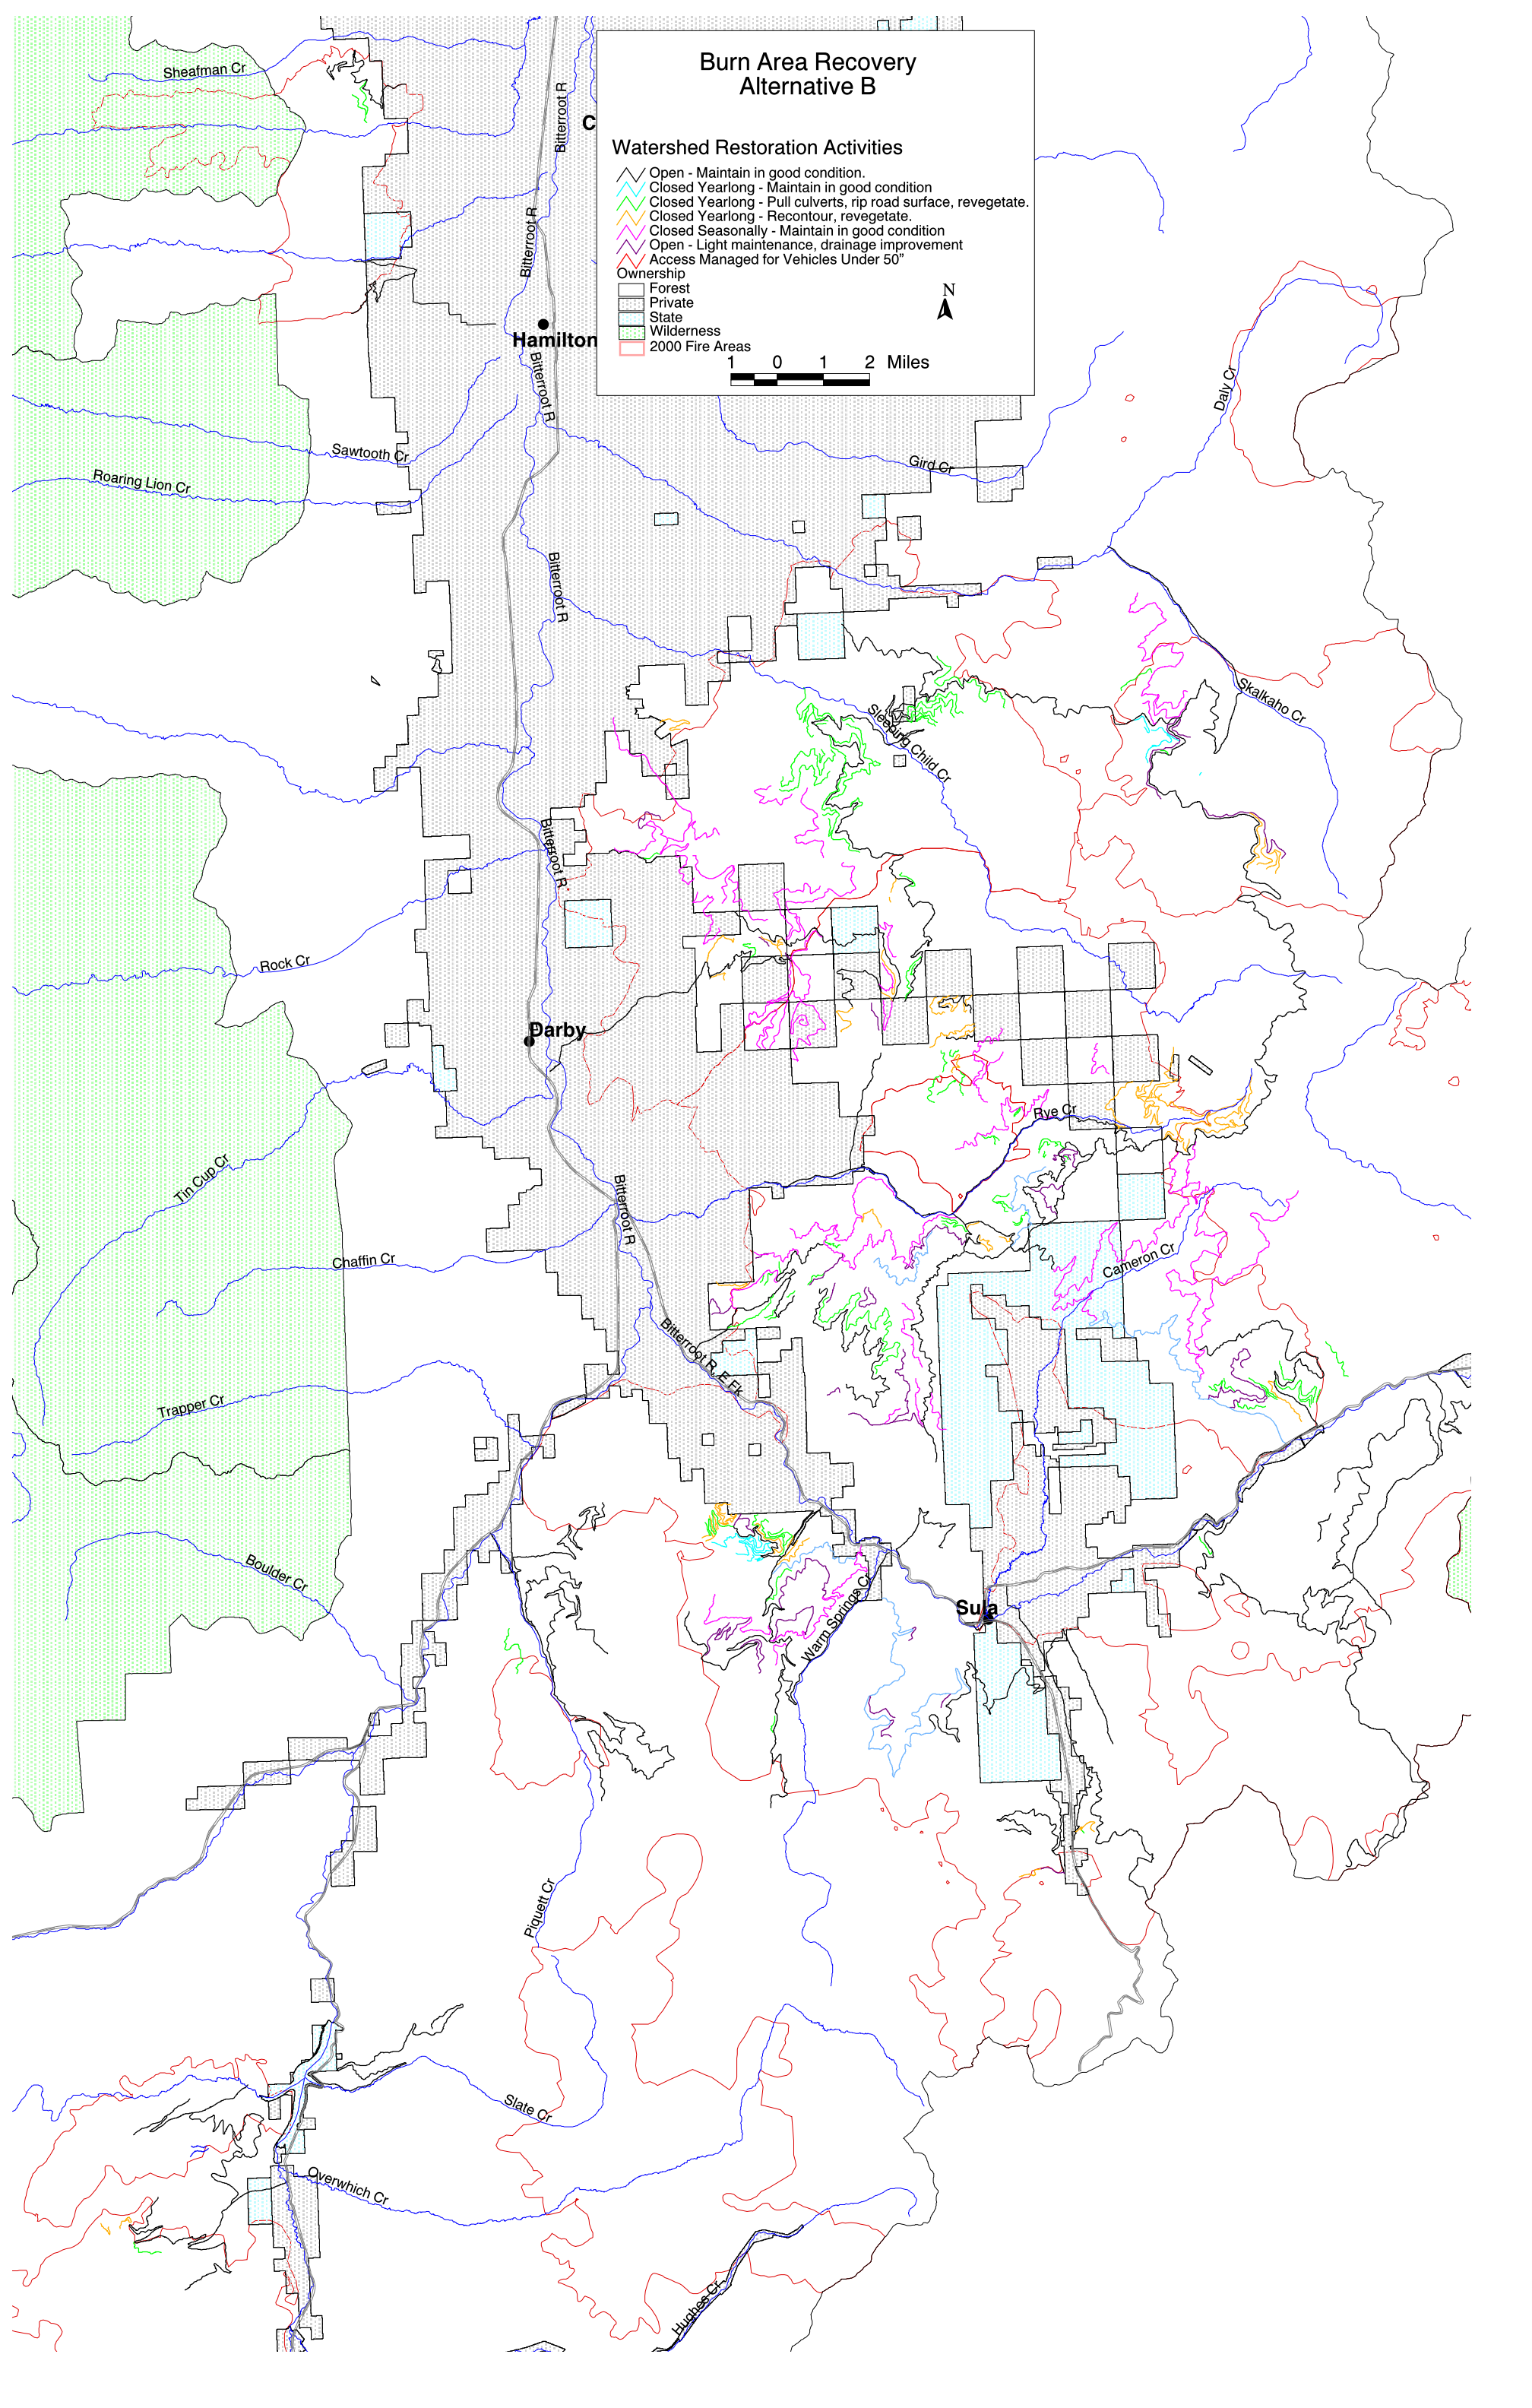 Burn Area Recovery
Alternative B
Watershed Restoration Activities
Open - Maintain in good condition.
Closed Yearlong - Maintain in good condition
Closed Yearlong - Pull culverts, rip road surface, revegetate.
Closed Yearlong - Recontour, revegetate.
Closed Seasonally - Maintain in good condition
Open - Light maintenance, drainage improvement
Access Managed for Vehicles Under 50”
Ownership
Forest
Private
State
Wilderness
2000 Fire Areas
N
1 0 1 2 Miles
Sheafman Cr
Bitterroot R
C
Bitterroot R
Hamilton
Bitterroot R
Daly Cr
Sawtooth Cr
Gird Cr
Roaring Lion Cr
Bitterroot R
Skalkaho Cr
Sleeping Child Cr
Bitterroot R
Rock Cr
Darby
Rye Cr
Tin Cup Cr
Bitterroot R
Chaffin Cr
Cameron Cr
Bitterroot R, E Fk
Trapper Cr
Boulder Cr
Warm Springs Cr
Sula
Piquett Cr
Slate Cr
Overwhich Cr
Hughes Cr